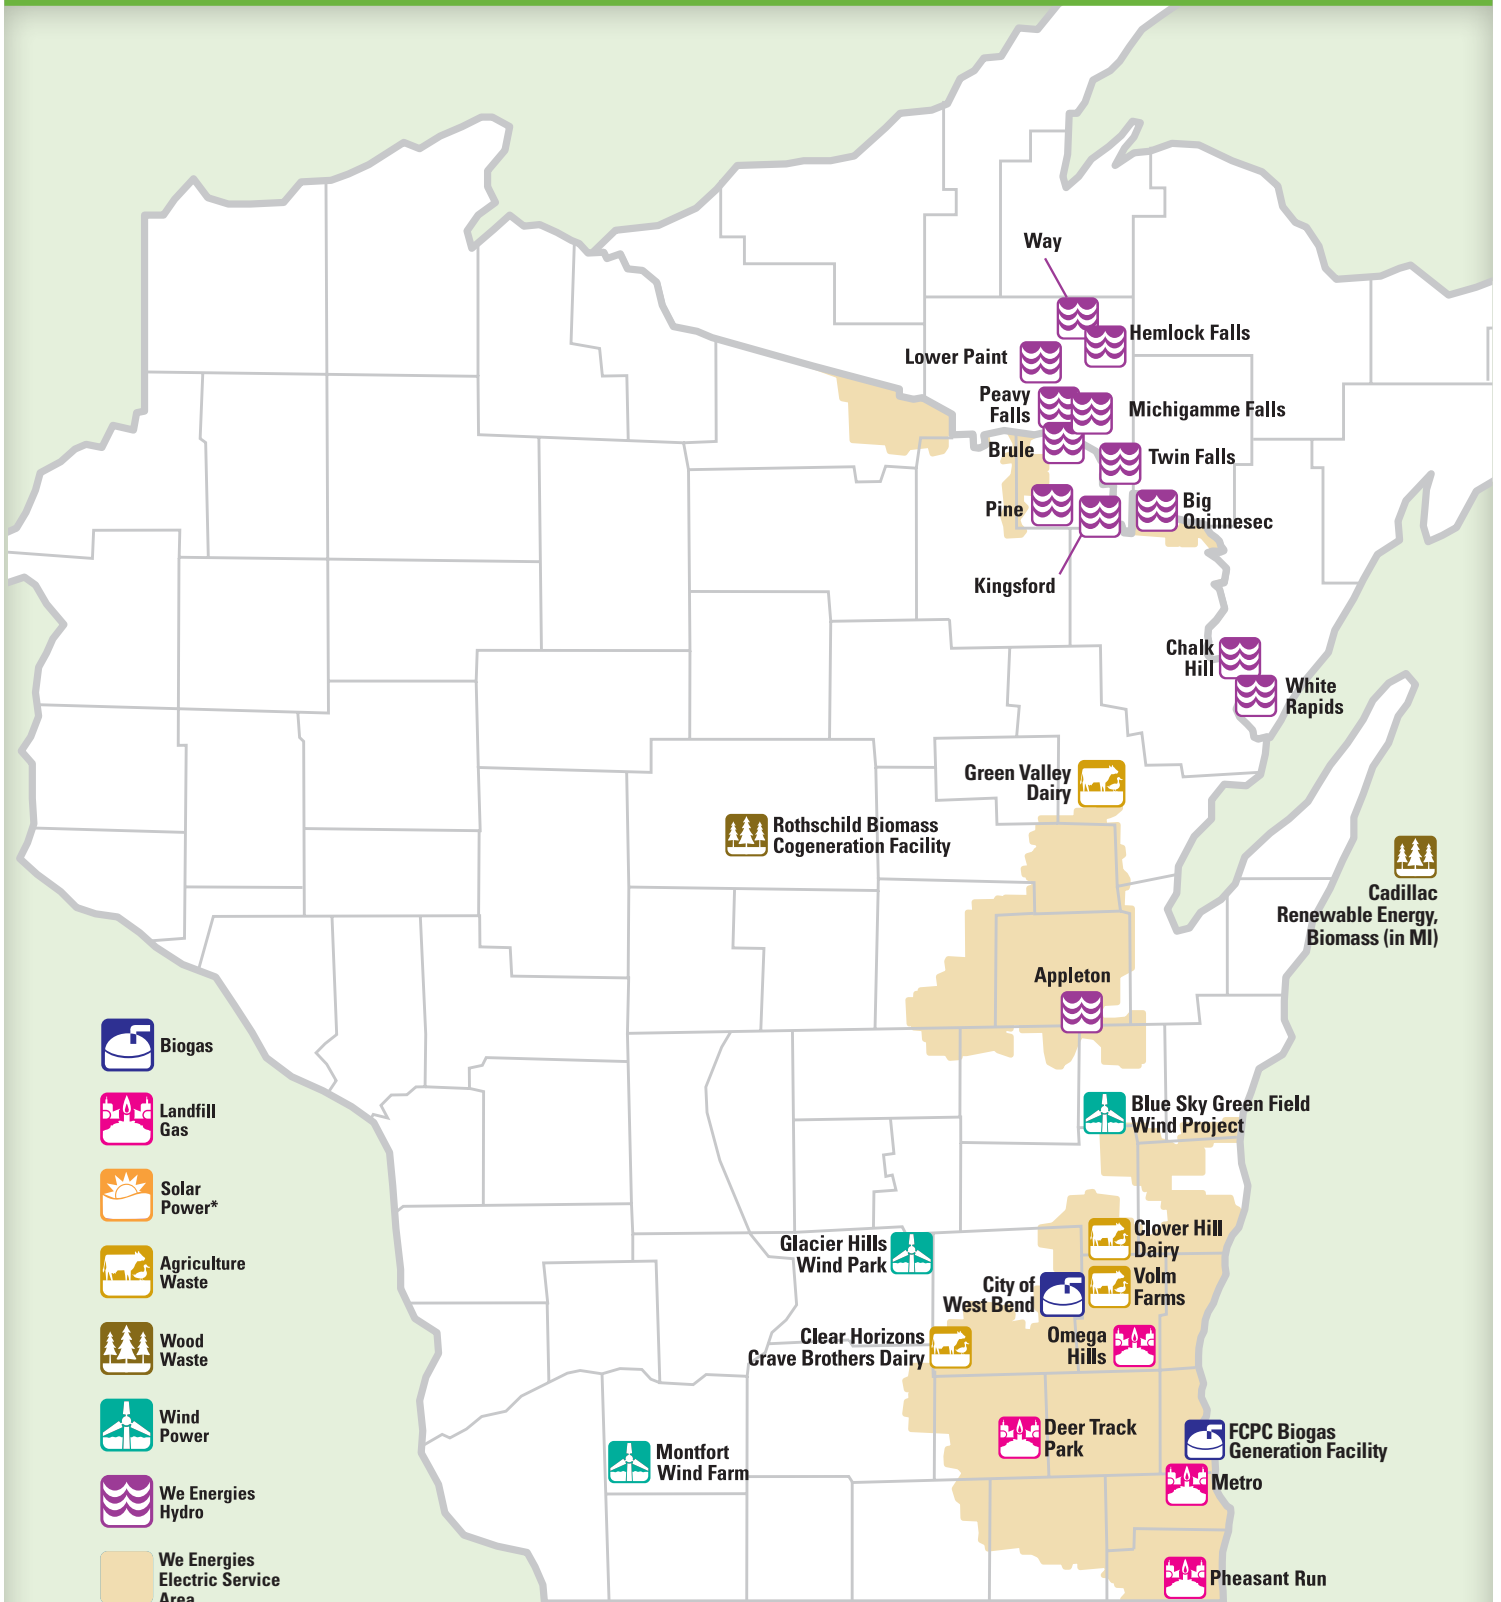 Way
Hemlock Falls
Lower Paint
Peavy
Falls
Michigamme Falls
Brule
Twin Falls
Pine
Big
Quinnesec
Kingsford
Chalk
Hill
White
Rapids
Green Valley
Dairy
Rothschild Biomass
Cogeneration Facility
Cadillac
Renewable Energy,
Biomass (in MI)
Appleton
Blue Sky Green Field
Wind Project
Glacier Hills
Wind Park
Clover Hill
Dairy
City of
West Bend
Volm
Farms
Clear Horizons
Crave Brothers Dairy
Omega
Hills
Deer Track
Park
FCPC Biogas
Generation Facility
Montfort
Wind Farm
Metro
Pheasant Run
Biogas
Landfill
Gas
Solar
Power*
Agriculture
Waste
Wood
Waste
Wind
Power
We Energies
Hydro
We Energies
Electric Service
Area